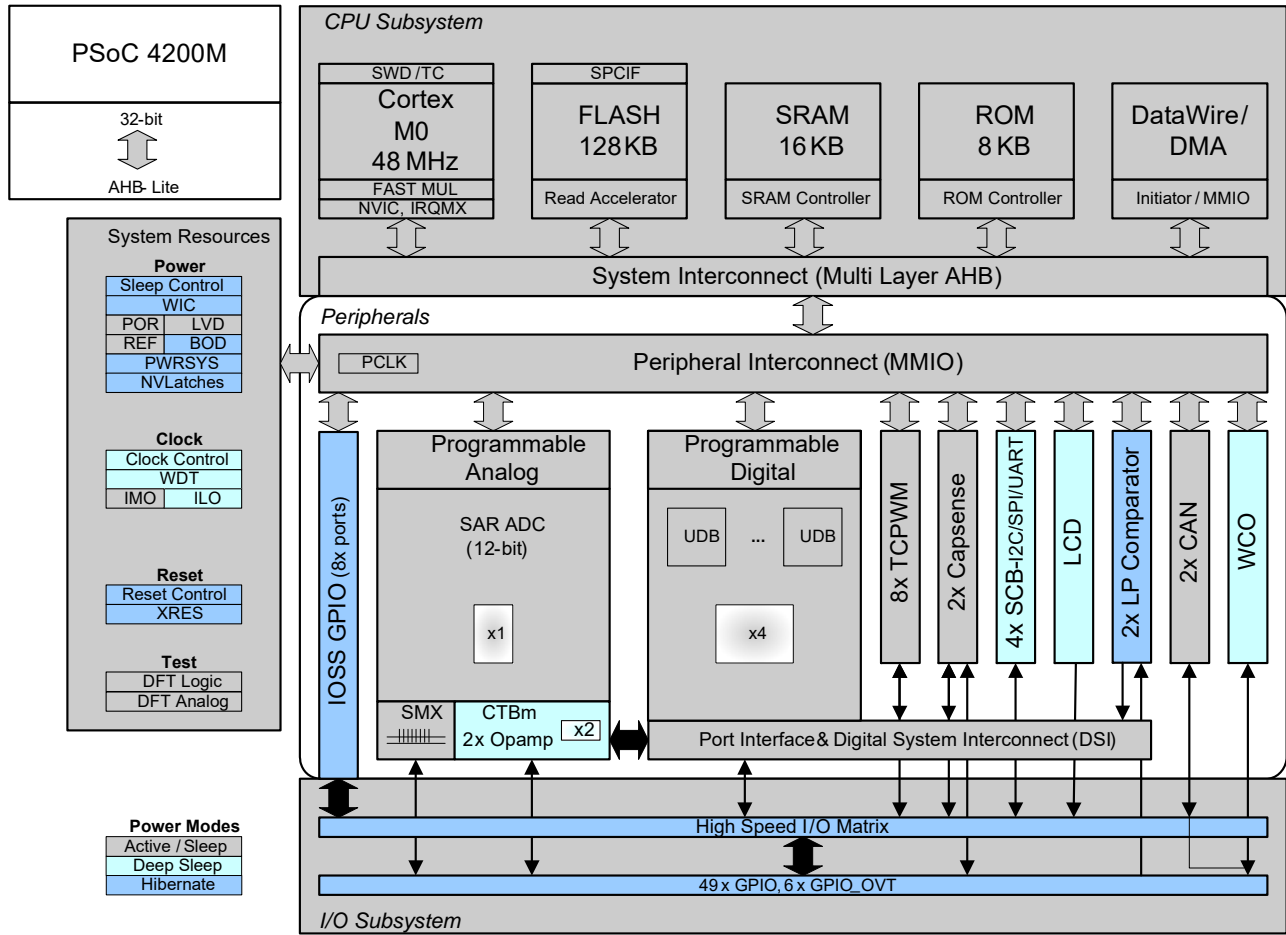 PSoC 4200M
32-bit
AHB- Lite
CPU Subsystem
SWD /TC
Cortex
M0
48 MHz
FAST MUL
NVIC, IRQMX
SPCIF
FLASH
128 KB
Read Accelerator
SRAM
16 KB
SRAM Controller
ROM
8 KB
ROM Controller
DataWire/
DMA
Initiator / MMIO
System Interconnect (Multi Layer AHB)
System Resources
Power
Sleep Control
WIC
POR LVD
REF BOD
PWRSYS
NVLatches
Clock
Clock Control
WDT
IMO ILO
Reset
Reset Control
XRES
Test
DFT Logic
DFT Analog
Peripherals
PCLK
Peripheral Interconnect (MMIO)
IOSS GPIO (8x ports)
Programmable
Analog
SAR ADC
(12-bit)
x1
SMX
CTBm
2x Opamp
x2
Programmable
Digital
UDB ... UDB
x4
Port Interface & Digital System Interconnect (DSI)
8x TCPWM
2x Capsense
4x SCB-I2C/SPI/UART
LCD
2x LP Comparator
2x CAN
WCO
Power Modes
Active / Sleep
Deep Sleep
Hibernate
High Speed I/O Matrix
49 x GPIO, 6 x GPIO_OVT
I/O Subsystem